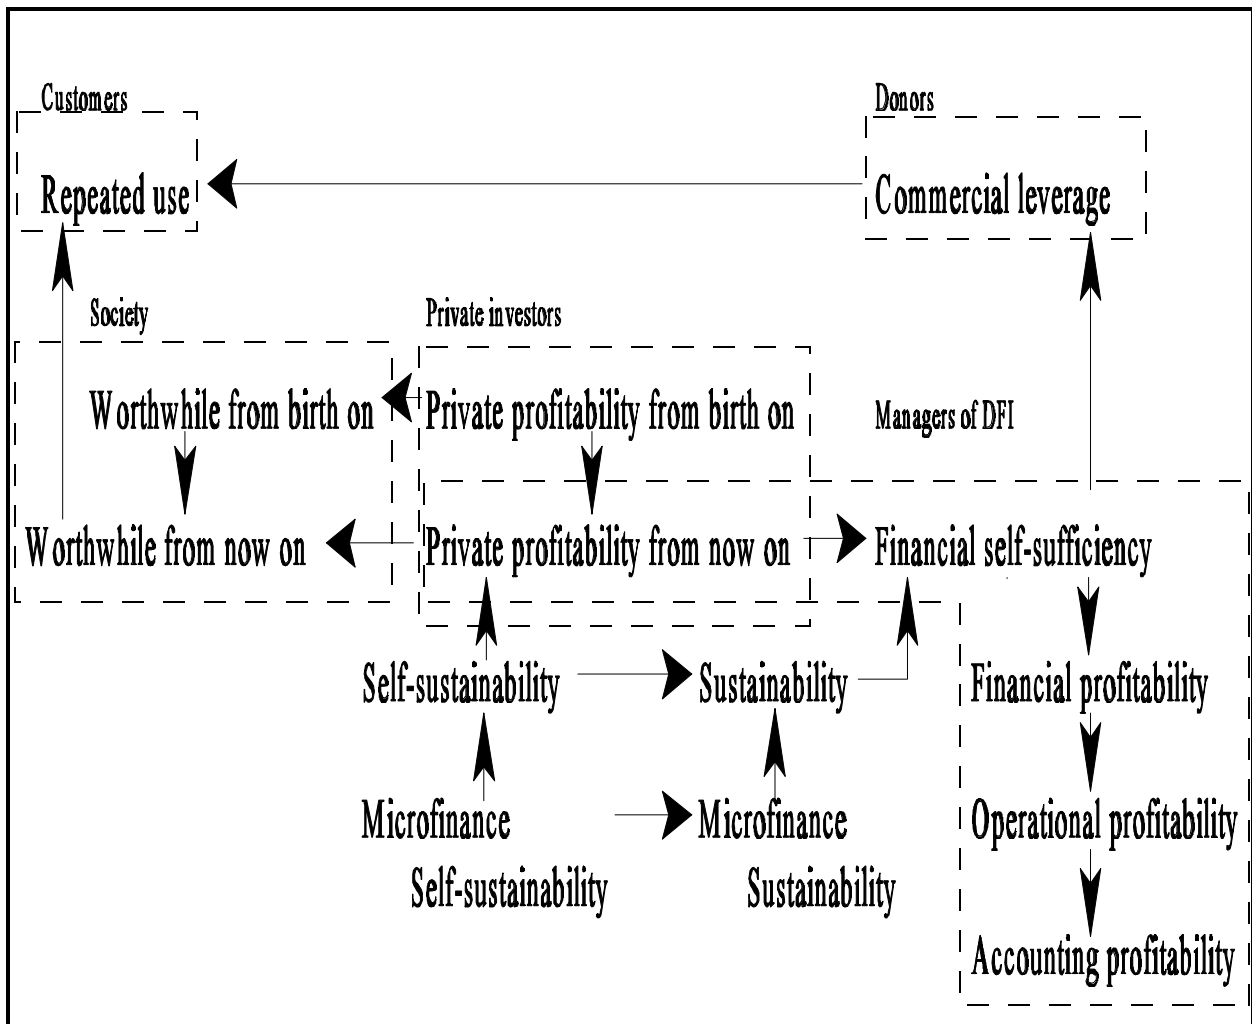 Customers
Donors
Repeated use
Commercial leverage
Society
Private investors
Worthwhile from birth on
Private profitability from birth on
Managers of DFI
Worthwhile from now on
Private profitability from now on
Financial self-sufficiency
Self-sustainability
Sustainability
Financial profitability
Microfinance
Self-sustainability
Microfinance
Sustainability
Operational profitability
Accounting profitability